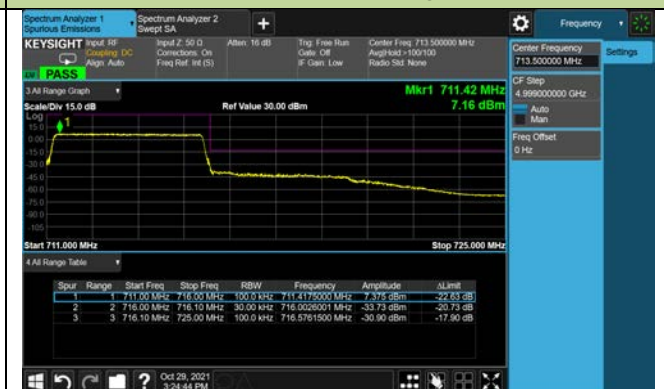 Spectrum Analyzer 1
Spurious Emissions
Spectrum Analyzer 2
Swept SA
+
Frequency
KEYSIGHT
Input: RF
Coupling: DC
Align: Auto
Input Z: 50 Ω
Corrections: On
Freq Ref: Int (S)
Atten: 16 dB
Trig: Free Run
Gate: Off
IF Gain: Low
Center Freq: 713.500000 MHz
Avg|Hold:>100/100
Radio Std: None
LV PASS
Center Frequency
713.500000 MHz
Settings
CF Step
4.999000000 GHz
Auto
Man
Freq Offset
0 Hz
3 All Range Graph
Mkr1 711.42 MHz
Scale/Div 15.0 dB
Ref Value 30.00 dBm
7.16 dBm
Log
15.0
0.00
-15.0
-30.0
-45.0
-60.0
-75.0
-90.0
-105
1
Start 711.000 MHz
Stop 725.000 MHz
4 All Range Table
Spur Range Start Freq Stop Freq RBW Frequency Amplitude ΔLimit
1 1 711.00 MHz 716.00 MHz 100.0 kHz 711.4175000 MHz 7.375 dBm -22.63 dB
2 2 716.00 MHz 716.10 MHz 30.00 kHz 716.0026001 MHz -33.73 dBm -20.73 dB
3 3 716.10 MHz 725.00 MHz 100.0 kHz 716.5761500 MHz -30.90 dBm -17.90 dB
?
Oct 29, 2021
3:24:44 PM